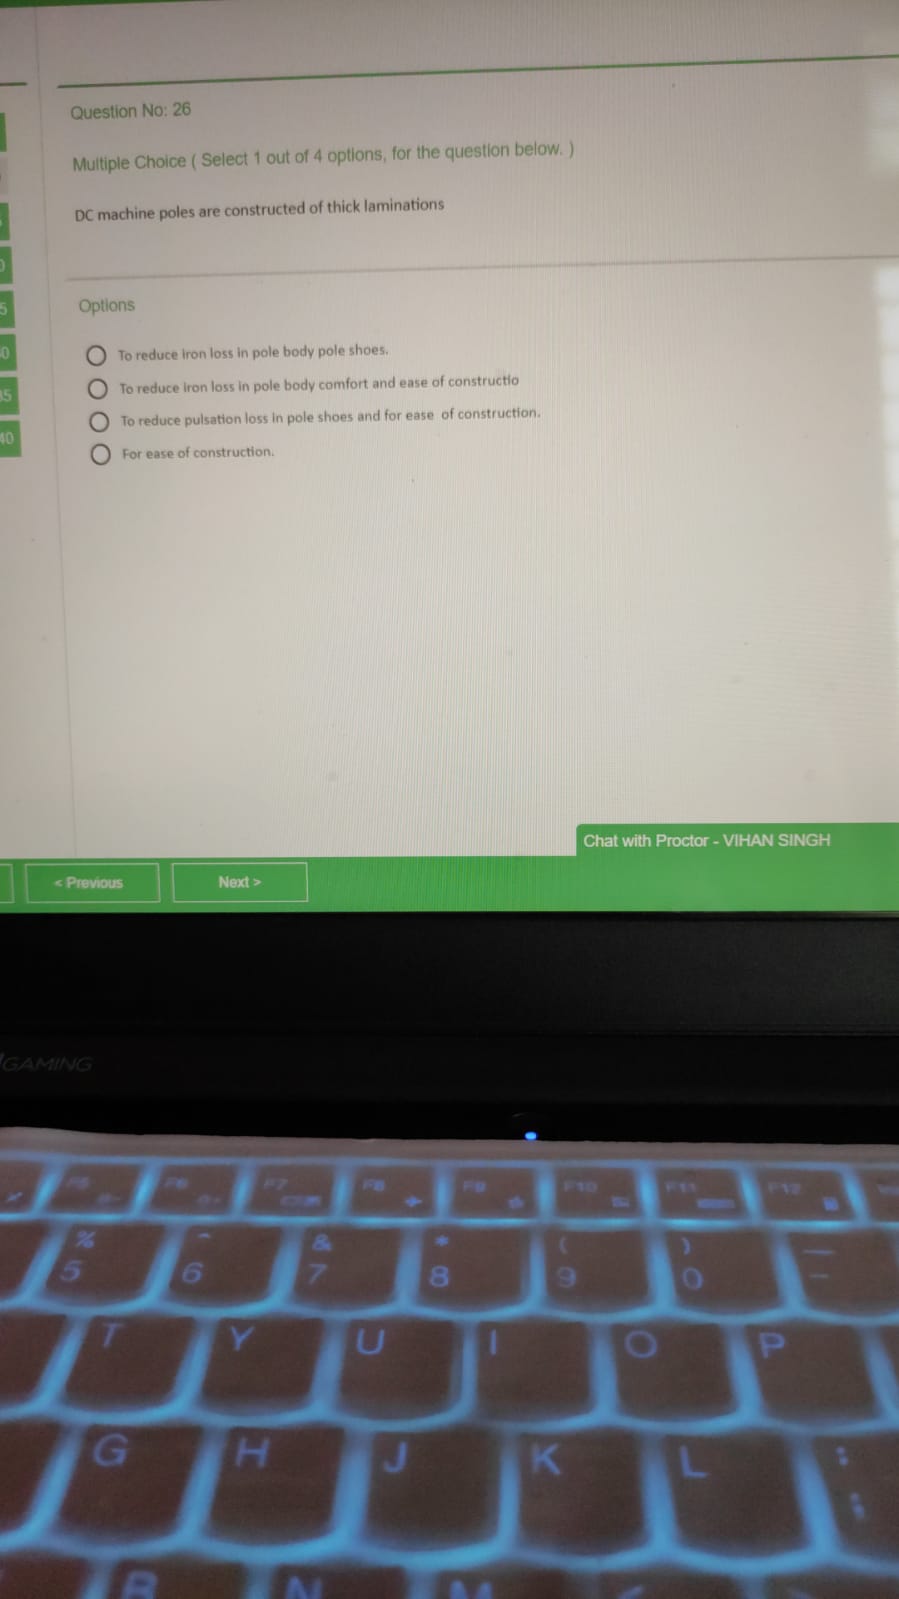 Question No: 26
Multiple Choice ( Select 1 out of 4 options, for the question below. )
DC machine poles are constructed of thick laminations
Options
To reduce iron loss in pole body pole shoes.
To reduce iron loss in pole body comfort and ease of constructio
To reduce pulsation loss in pole shoes and for ease of construction.
For ease of construction.
5
0
35
40
Chat with Proctor - VIHAN SINGH
< Previous
Next >
GAMING
F5 F6 F7 F8 F9 F10 F11 F12
% ^ & * ( )
5 6 7 8 9 0
T Y U I O P
G H J K L ; :
B N M